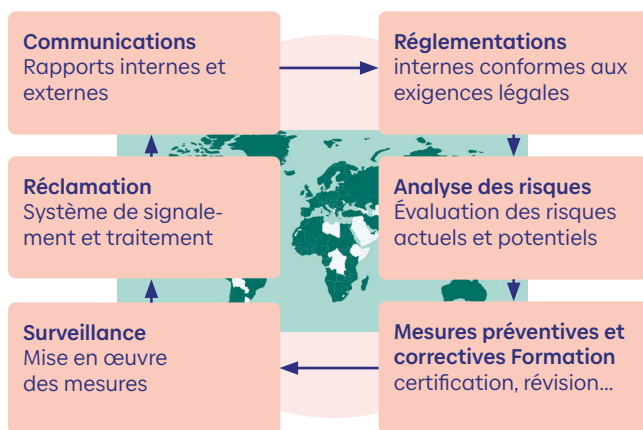 Communications
Rapports internes et
externes
Réglementations
internes conformes aux
exigences légales
Réclamation
Système de signale-
ment et traitement
Analyse des risques
Évaluation des risques
actuels et potentiels
Surveillance
Mise en œuvre
des mesures
Mesures préventives et
correctives Formation
certification, révision...